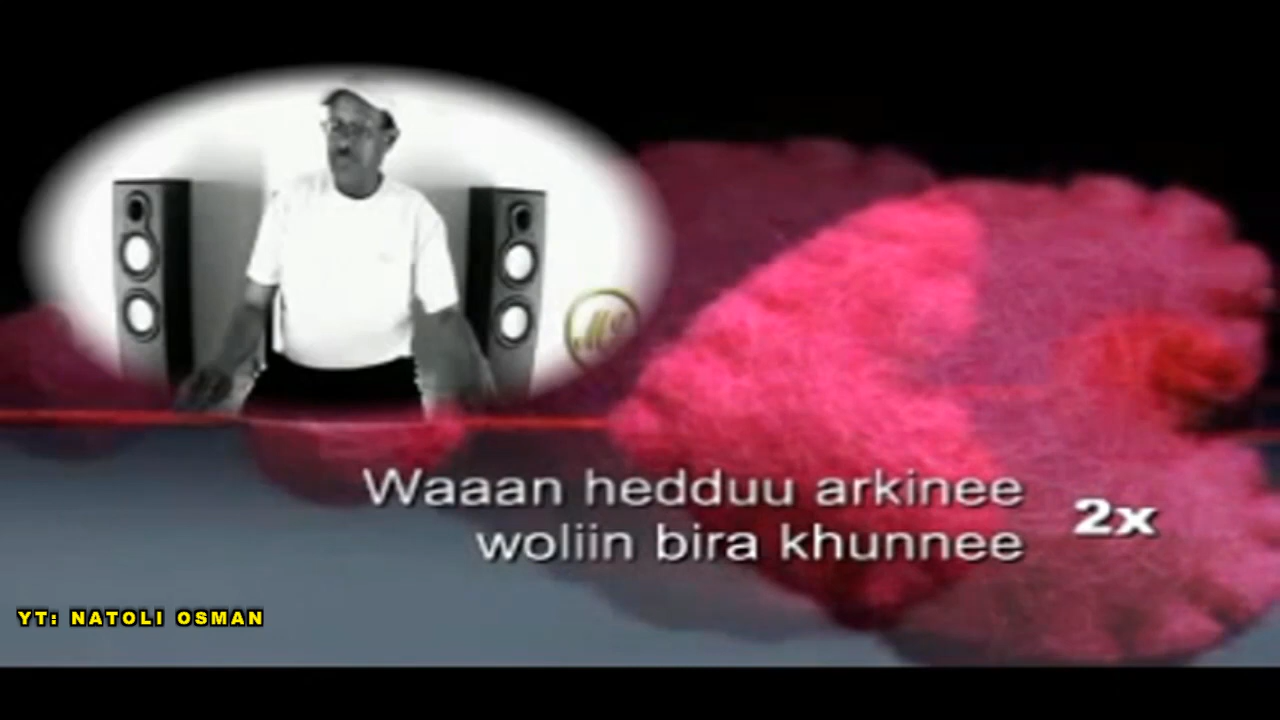 Waaan hedduu arkinee
woliin bira khunnee
2x
YT: NATOLI OSMAN